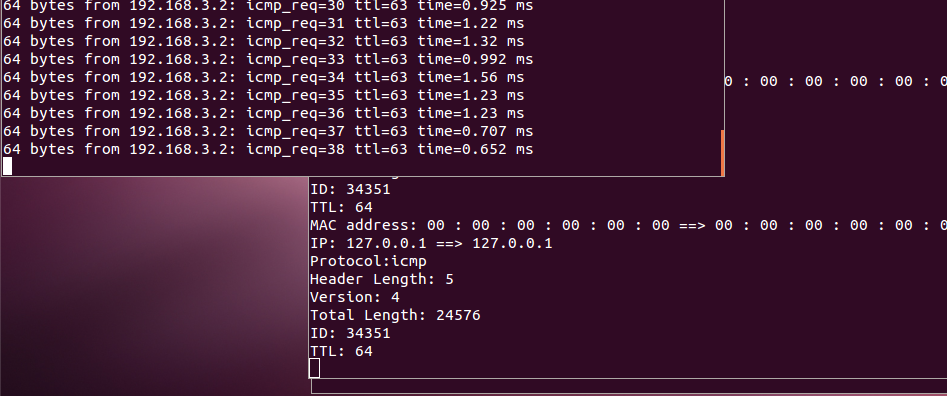 64 bytes from 192.168.3.2: icmp_req=30 ttl=63 time=0.925 ms
64 bytes from 192.168.3.2: icmp_req=31 ttl=63 time=1.22 ms
64 bytes from 192.168.3.2: icmp_req=32 ttl=63 time=1.32 ms
64 bytes from 192.168.3.2: icmp_req=33 ttl=63 time=0.992 ms
64 bytes from 192.168.3.2: icmp_req=34 ttl=63 time=1.56 ms
64 bytes from 192.168.3.2: icmp_req=35 ttl=63 time=1.23 ms
64 bytes from 192.168.3.2: icmp_req=36 ttl=63 time=1.23 ms
64 bytes from 192.168.3.2: icmp_req=37 ttl=63 time=0.707 ms
64 bytes from 192.168.3.2: icmp_req=38 ttl=63 time=0.652 ms
0 : 00 : 00 : 00 : 00 : 0
ID: 34351
TTL: 64
MAC address: 00 : 00 : 00 : 00 : 00 : 00 ==> 00 : 00 : 00 : 00 : 00 : 0
IP: 127.0.0.1 ==> 127.0.0.1
Protocol:icmp
Header Length: 5
Version: 4
Total Length: 24576
ID: 34351
TTL: 64